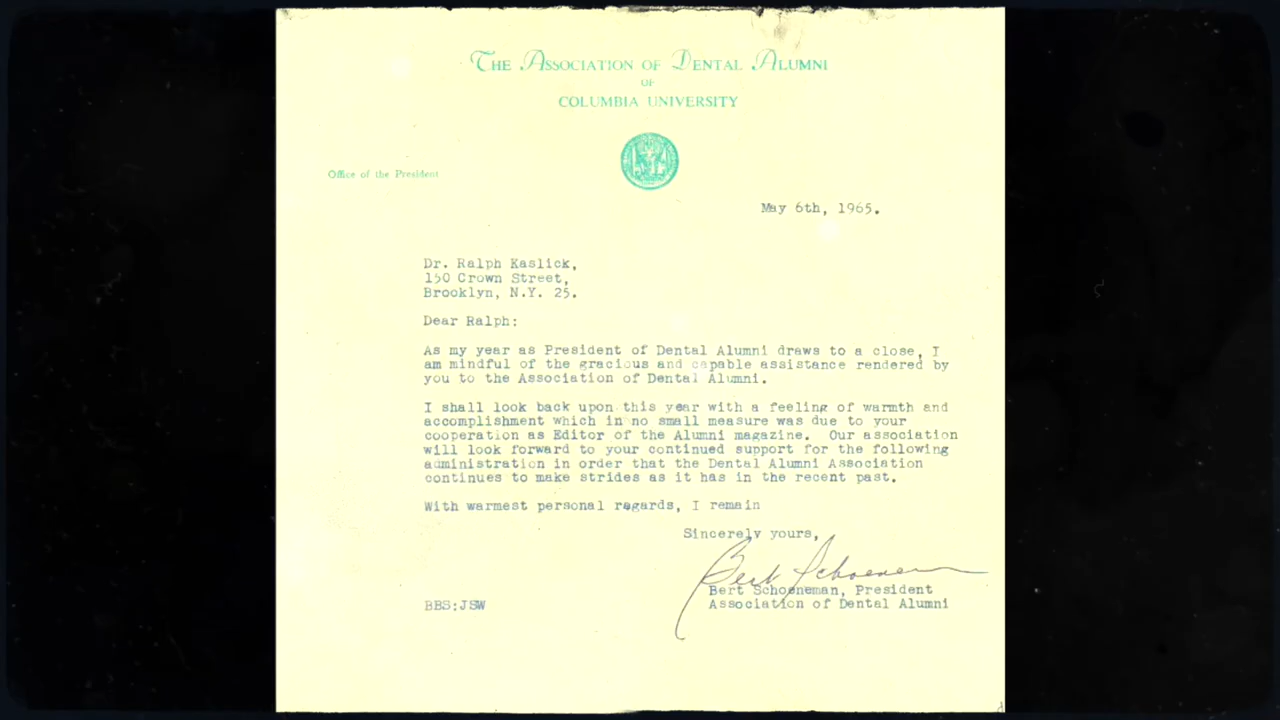 THE ASSOCIATION OF DENTAL ALUMNI
OF
COLUMBIA UNIVERSITY
Office of the President
May 6th, 1965.
Dr. Ralph Kaslick,
150 Crown Street,
Brooklyn, N.Y. 25.
Dear Ralph:
As my year as President of Dental Alumni draws to a close, I
am mindful of the gracious and capable assistance rendered by
you to the Association of Dental Alumni.
I shall look back upon this year with a feeling of warmth and
accomplishment which in no small measure was due to your
cooperation as Editor of the Alumni magazine. Our association
will look forward to your continued support for the following
administration in order that the Dental Alumni Association
continues to make strides as it has in the recent past.
With warmest personal regards, I remain
Sincerely yours,
Bert Schoeneman
Bert Schoeneman, President
Association of Dental Alumni
BBS:JSW